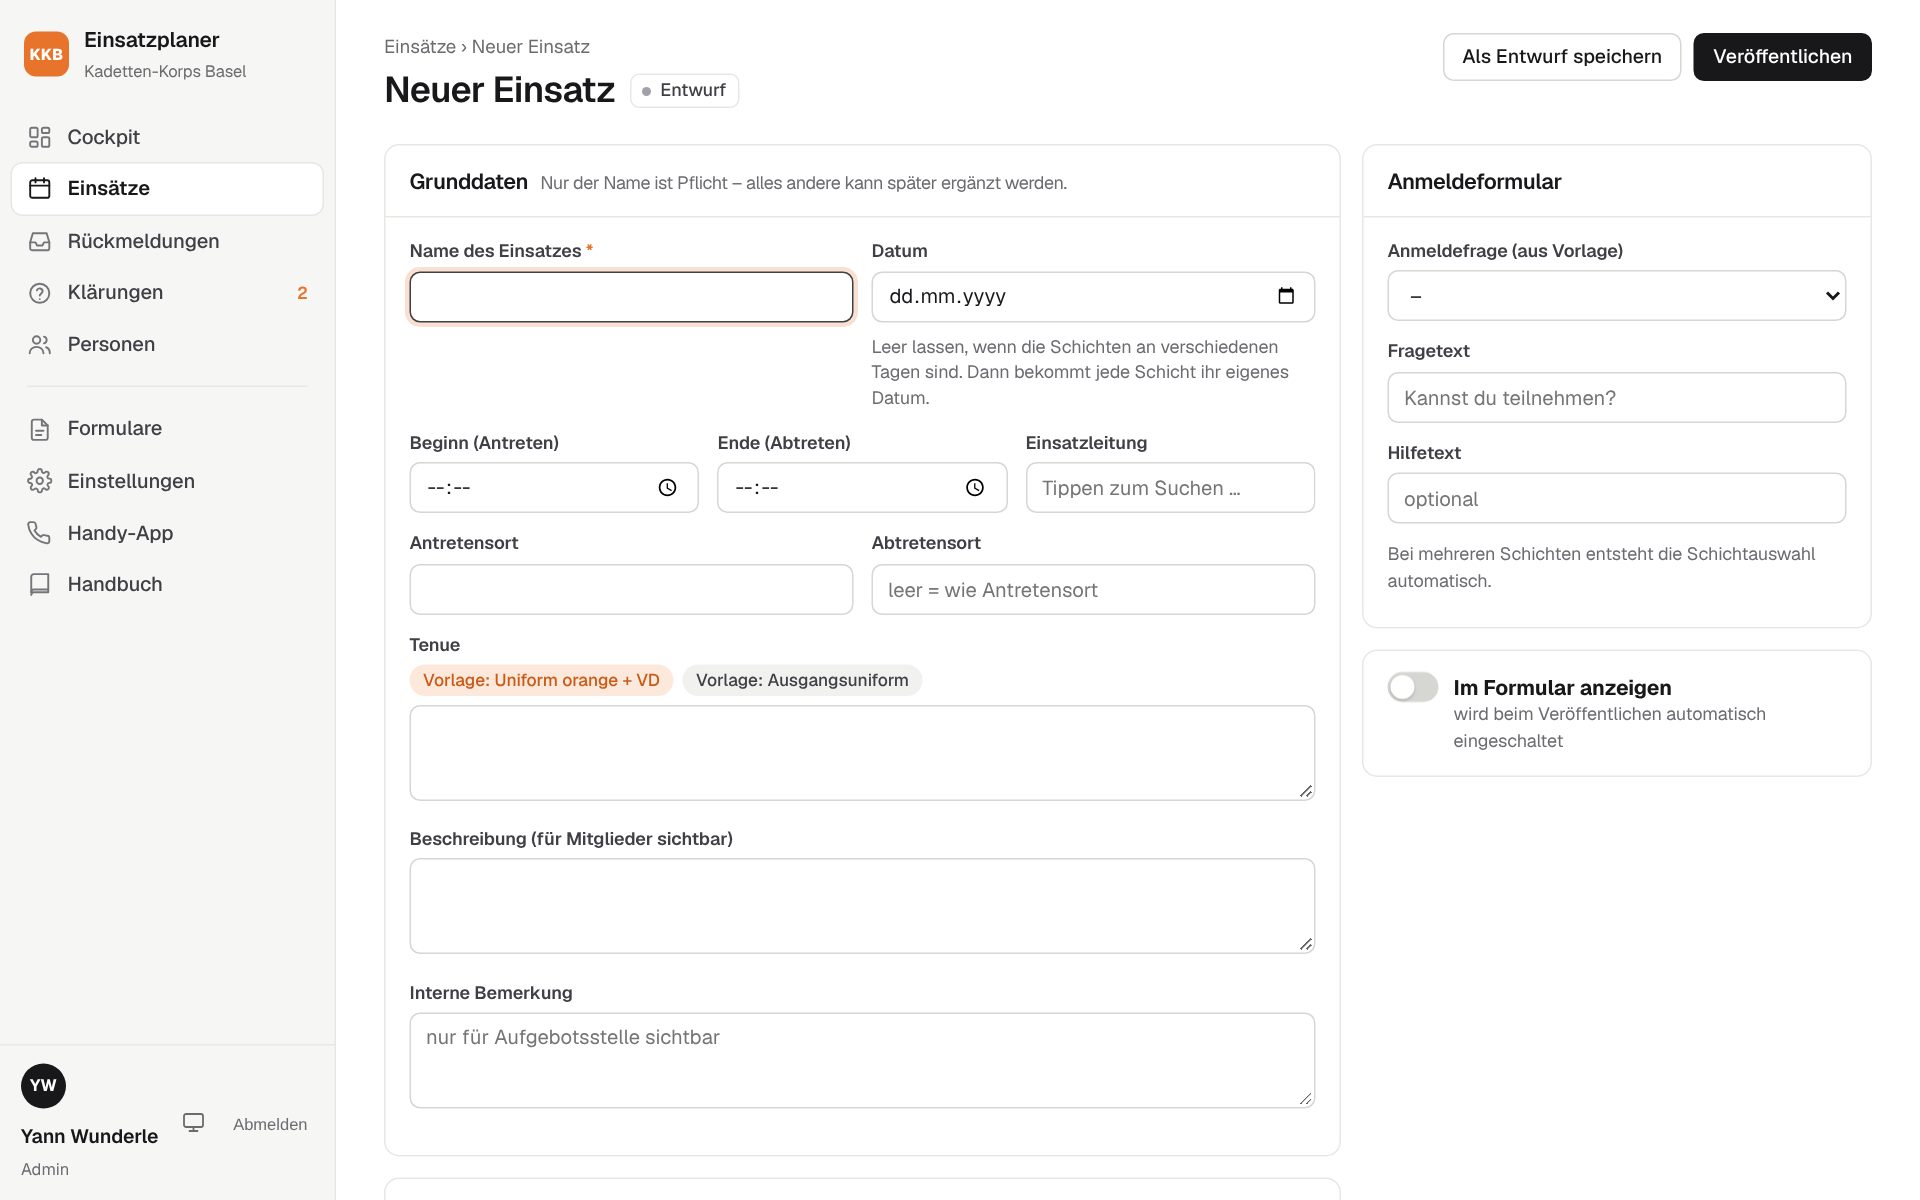 KKB
Einsatzplaner
Kadetten-Korps Basel
Cockpit
Einsätze
Rückmeldungen
Klärungen 2
Personen
Formulare
Einstellungen
Handy-App
Handbuch
YW
Yann Wunderle
Admin
Abmelden
Einsätze › Neuer Einsatz
Neuer Einsatz
Entwurf
Als Entwurf speichern
Veröffentlichen
Grunddaten Nur der Name ist Pflicht – alles andere kann später ergänzt werden.
Name des Einsatzes *
Datum
dd.mm.yyyy
Leer lassen, wenn die Schichten an verschiedenen
Tagen sind. Dann bekommt jede Schicht ihr eigenes
Datum.
Beginn (Antreten)
--:--
Ende (Abtreten)
--:--
Einsatzleitung
Tippen zum Suchen ...
Antretensort
Abtretensort
leer = wie Antretensort
Tenue
Vorlage: Uniform orange + VD
Vorlage: Ausgangsuniform
Beschreibung (für Mitglieder sichtbar)
Interne Bemerkung
nur für Aufgebotsstelle sichtbar
Anmeldeformular
Anmeldefrage (aus Vorlage)
–
Fragetext
Kannst du teilnehmen?
Hilfetext
optional
Bei mehreren Schichten entsteht die Schichtauswahl
automatisch.
Im Formular anzeigen
wird beim Veröffentlichen automatisch
eingeschaltet